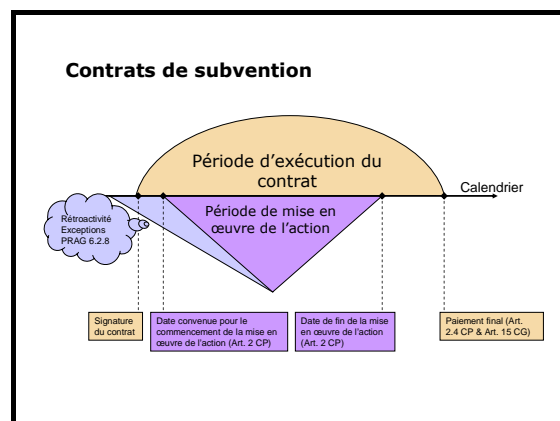 Contrats de subvention
Période d’exécution du
contrat
Calendrier
Rétroactivité
Exceptions
PRAG 6.2.8
Période de mise en
œuvre de l’action
Signature
du contrat
Date convenue pour le
commencement de la mise en
œuvre de l’action (Art. 2 CP)
Date de fin de la mise
en œuvre de l’action
(Art. 2 CP)
Paiement final (Art.
2.4 CP & Art. 15 CG)